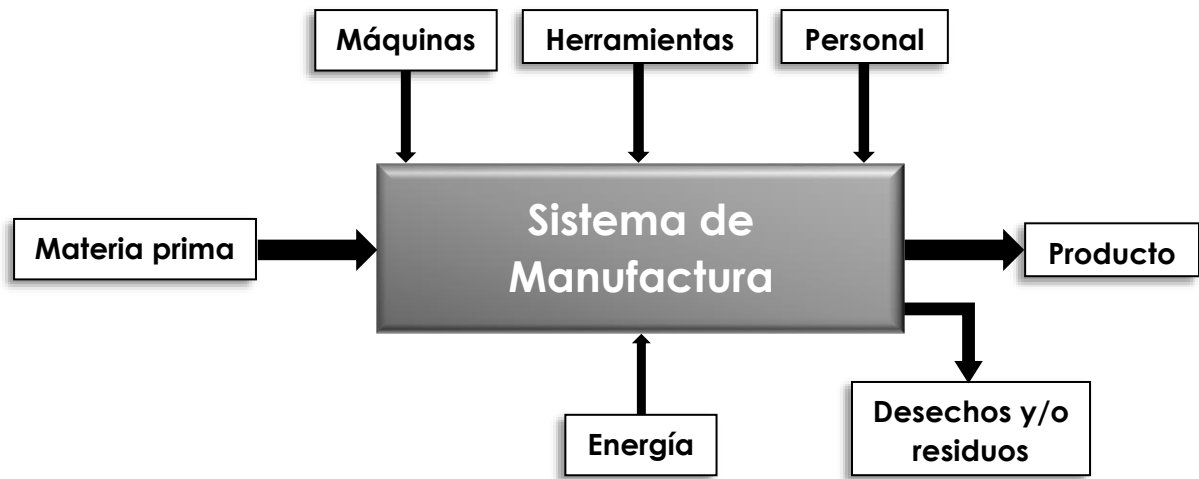 Máquinas
Herramientas
Personal
Materia prima
Sistema de
Manufactura
Producto
Energía
Desechos y/o
residuos